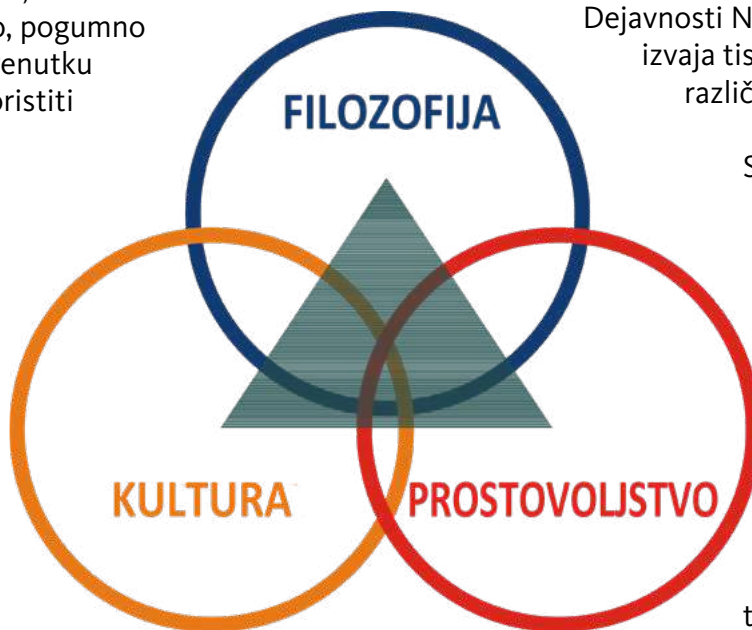 o, pogumno
enutku
oristiti
Dejavnosti N
izvaja tis
različ
S
FILOZOFIJA
KULTURA
PROSTOVOLJSTVO
t